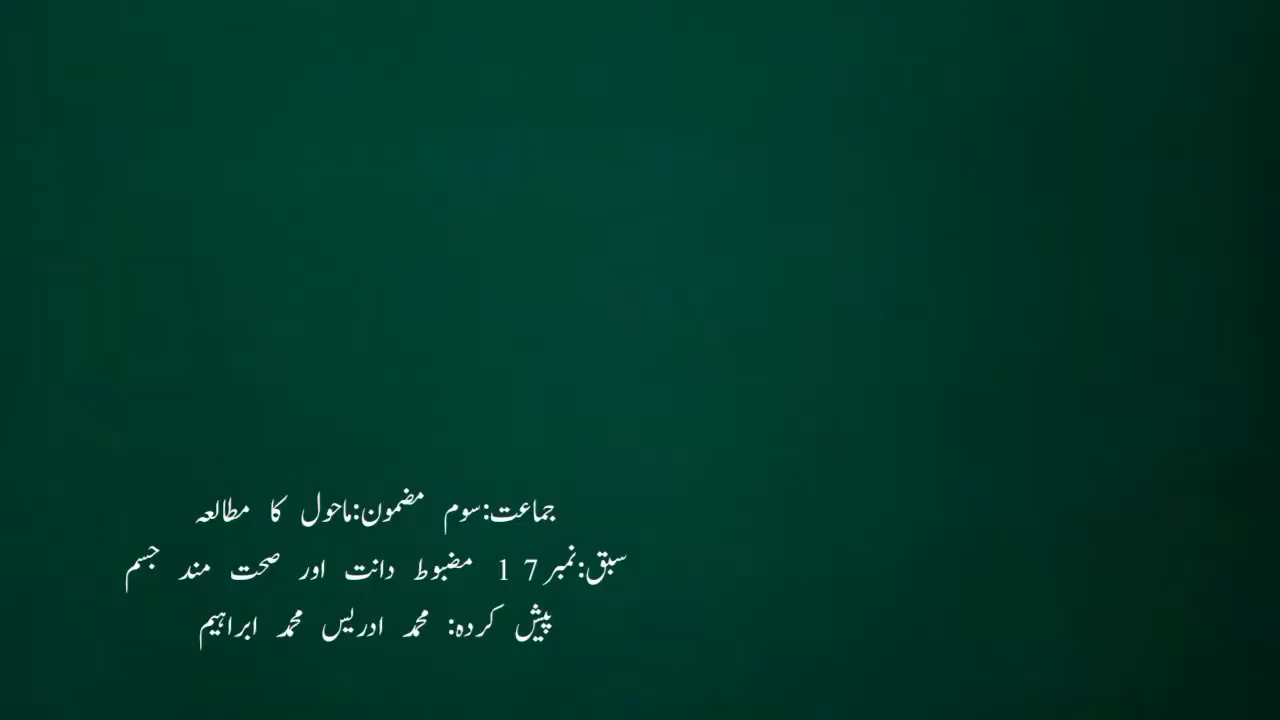 جماعت:سوم مضمون:ماحول کا مطالعہ
سبق:نمبر 17 مضبوط دانت اور صحت مند جسم
پیش کردہ: محمد ادریس محمد ابراہیم